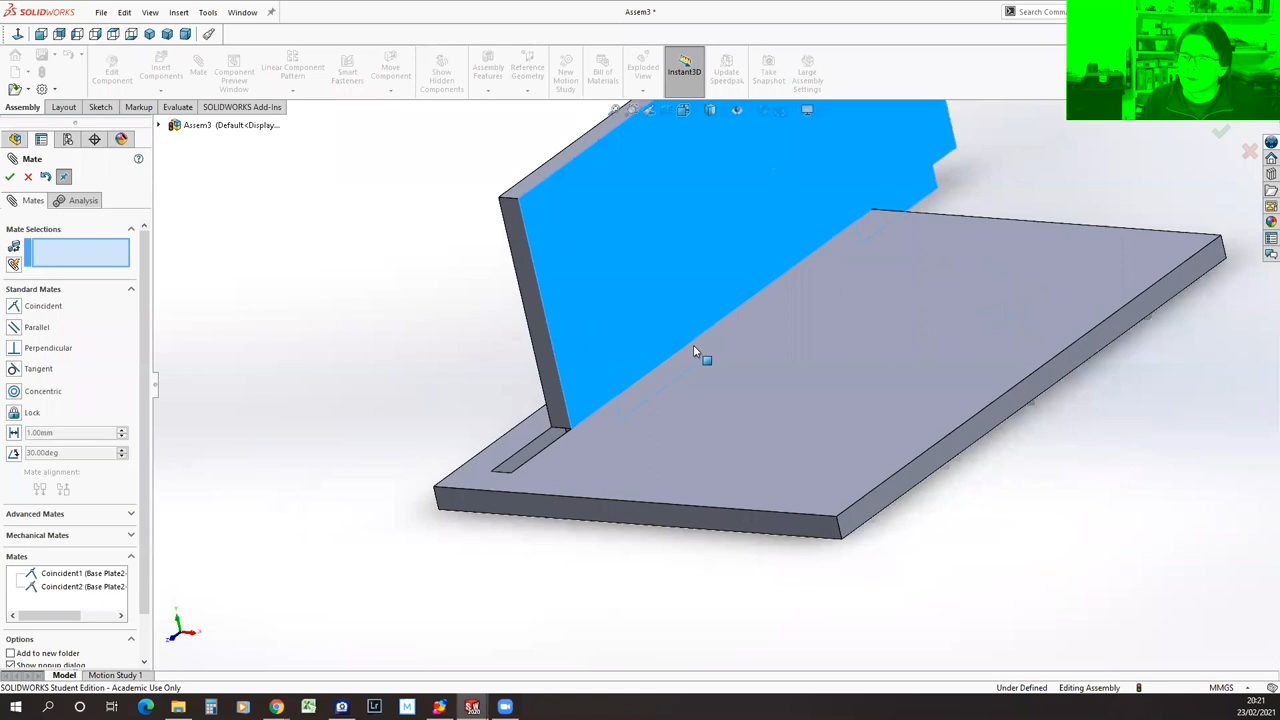 SOLIDWORKS File Edit View Insert Tools Window Assem3 * Search Comma
Edit Component Insert Components Mate Component Preview Window Linear Component Pattern Smart Fasteners Move Component Show Hidden Components Assembly Features Reference Geometry New Motion Study Bill of Materials Exploded View Instant3D Update Speedpak Take Snapshot Large Assembly Settings
Assembly Layout Sketch Markup Evaluate SOLIDWORKS Add-Ins
Assem3 (Default<Display...
Mate
Mates Analysis
Mate Selections
Standard Mates
Coincident
Parallel
Perpendicular
Tangent
Concentric
Lock
1.00mm
30.00deg
Mate alignment:
Advanced Mates
Mechanical Mates
Mates
Coincident1 (Base Plate2
Coincident2 (Base Plate2
Options
Add to new folder
Show popup dialog
Model Motion Study 1
SOLIDWORKS Student Edition - Academic Use Only Under Defined Editing Assembly MMGS
20:21
23/02/2021